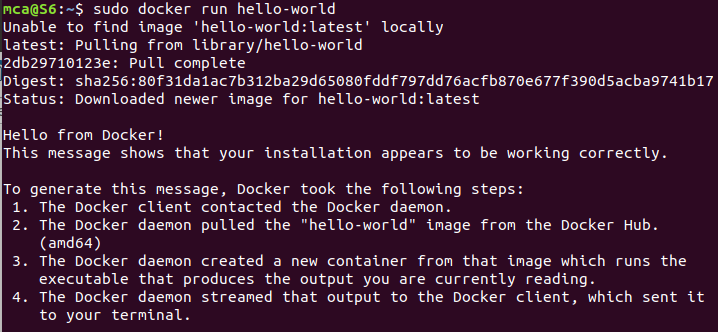 mca@S6:~$ sudo docker run hello-world
Unable to find image 'hello-world:latest' locally
latest: Pulling from library/hello-world
2db29710123e: Pull complete
Digest: sha256:80f31da1ac7b312ba29d65080fddf797dd76acfb870e677f390d5acba9741b17
Status: Downloaded newer image for hello-world:latest

Hello from Docker!
This message shows that your installation appears to be working correctly.

To generate this message, Docker took the following steps:
 1. The Docker client contacted the Docker daemon.
 2. The Docker daemon pulled the "hello-world" image from the Docker Hub.
    (amd64)
 3. The Docker daemon created a new container from that image which runs the
    executable that produces the output you are currently reading.
 4. The Docker daemon streamed that output to the Docker client, which sent it
    to your terminal.